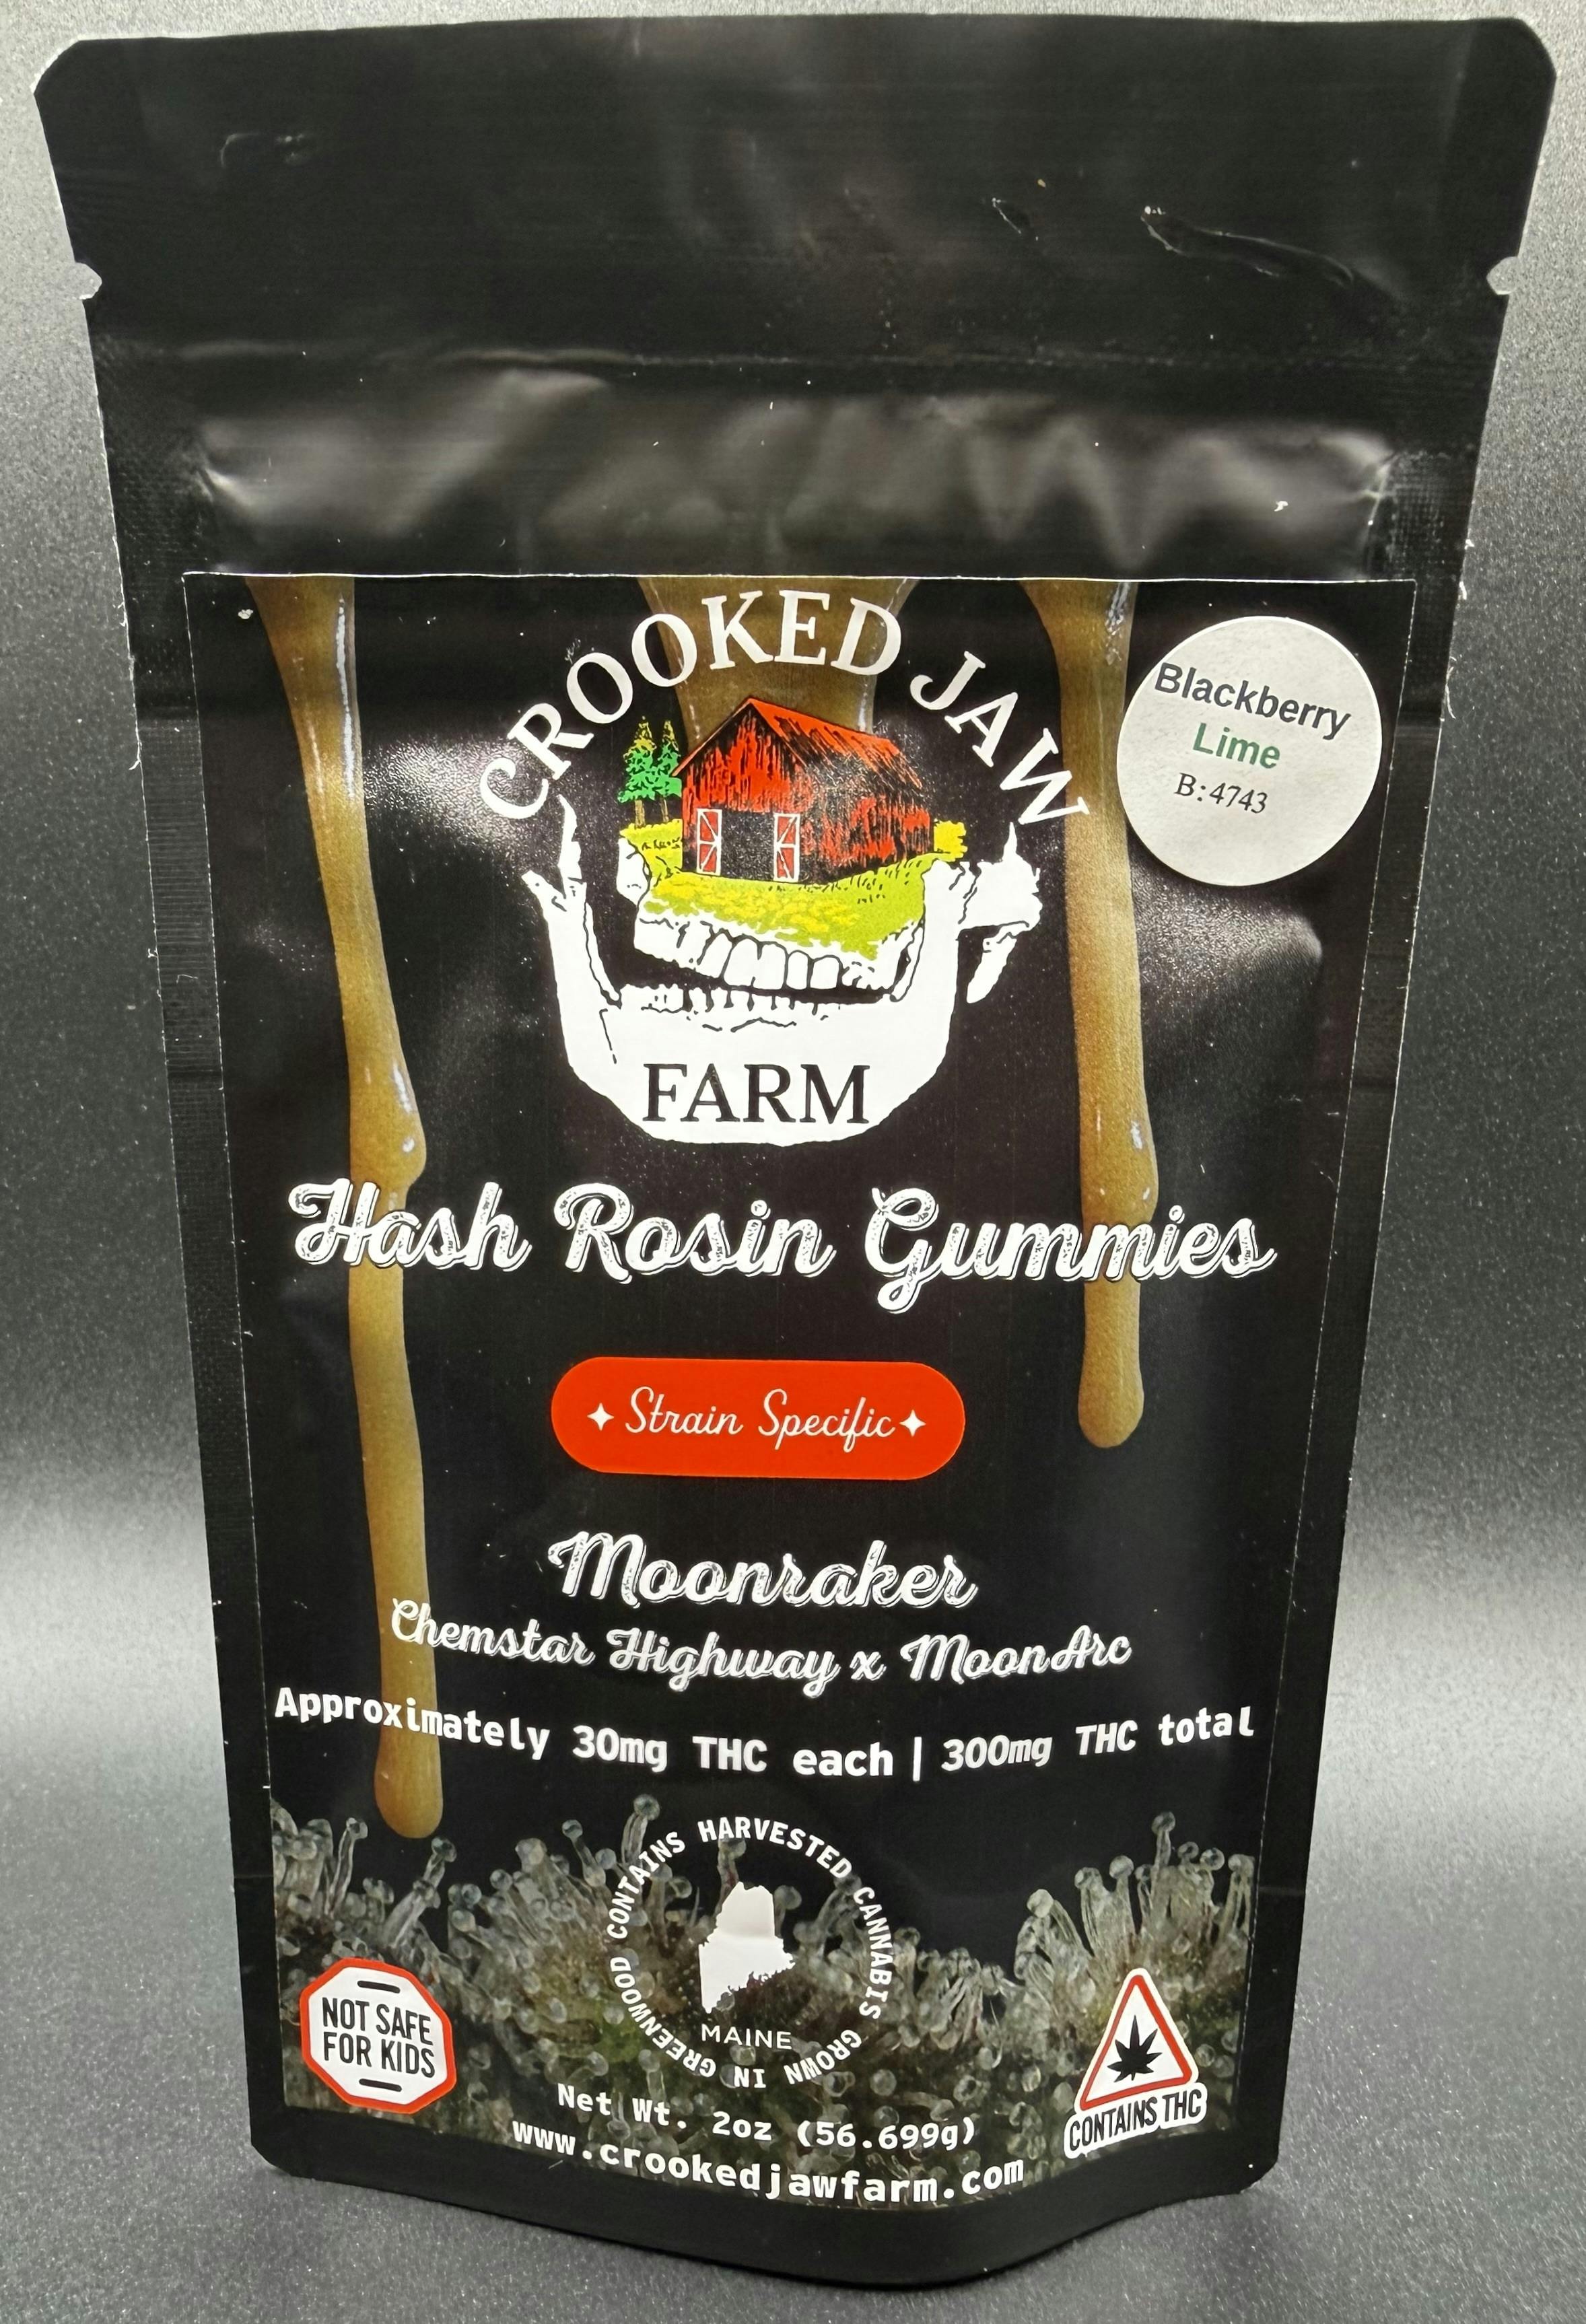 CROOKED JAW
FARM
Blackberry
Lime
B:4743
Hash Rosin Gummies
Strain Specific
Moonraker
Chemstar Highway x MoonArc
Approximately 30mg THC each | 300mg THC total
CONTAINS HARVESTED CANNABIS GROWN IN GREENWOOD
MAINE
NOT SAFE
FOR KIDS
CONTAINS THC
Net Wt. 2oz (56.699g)
www.crookedjawfarm.com